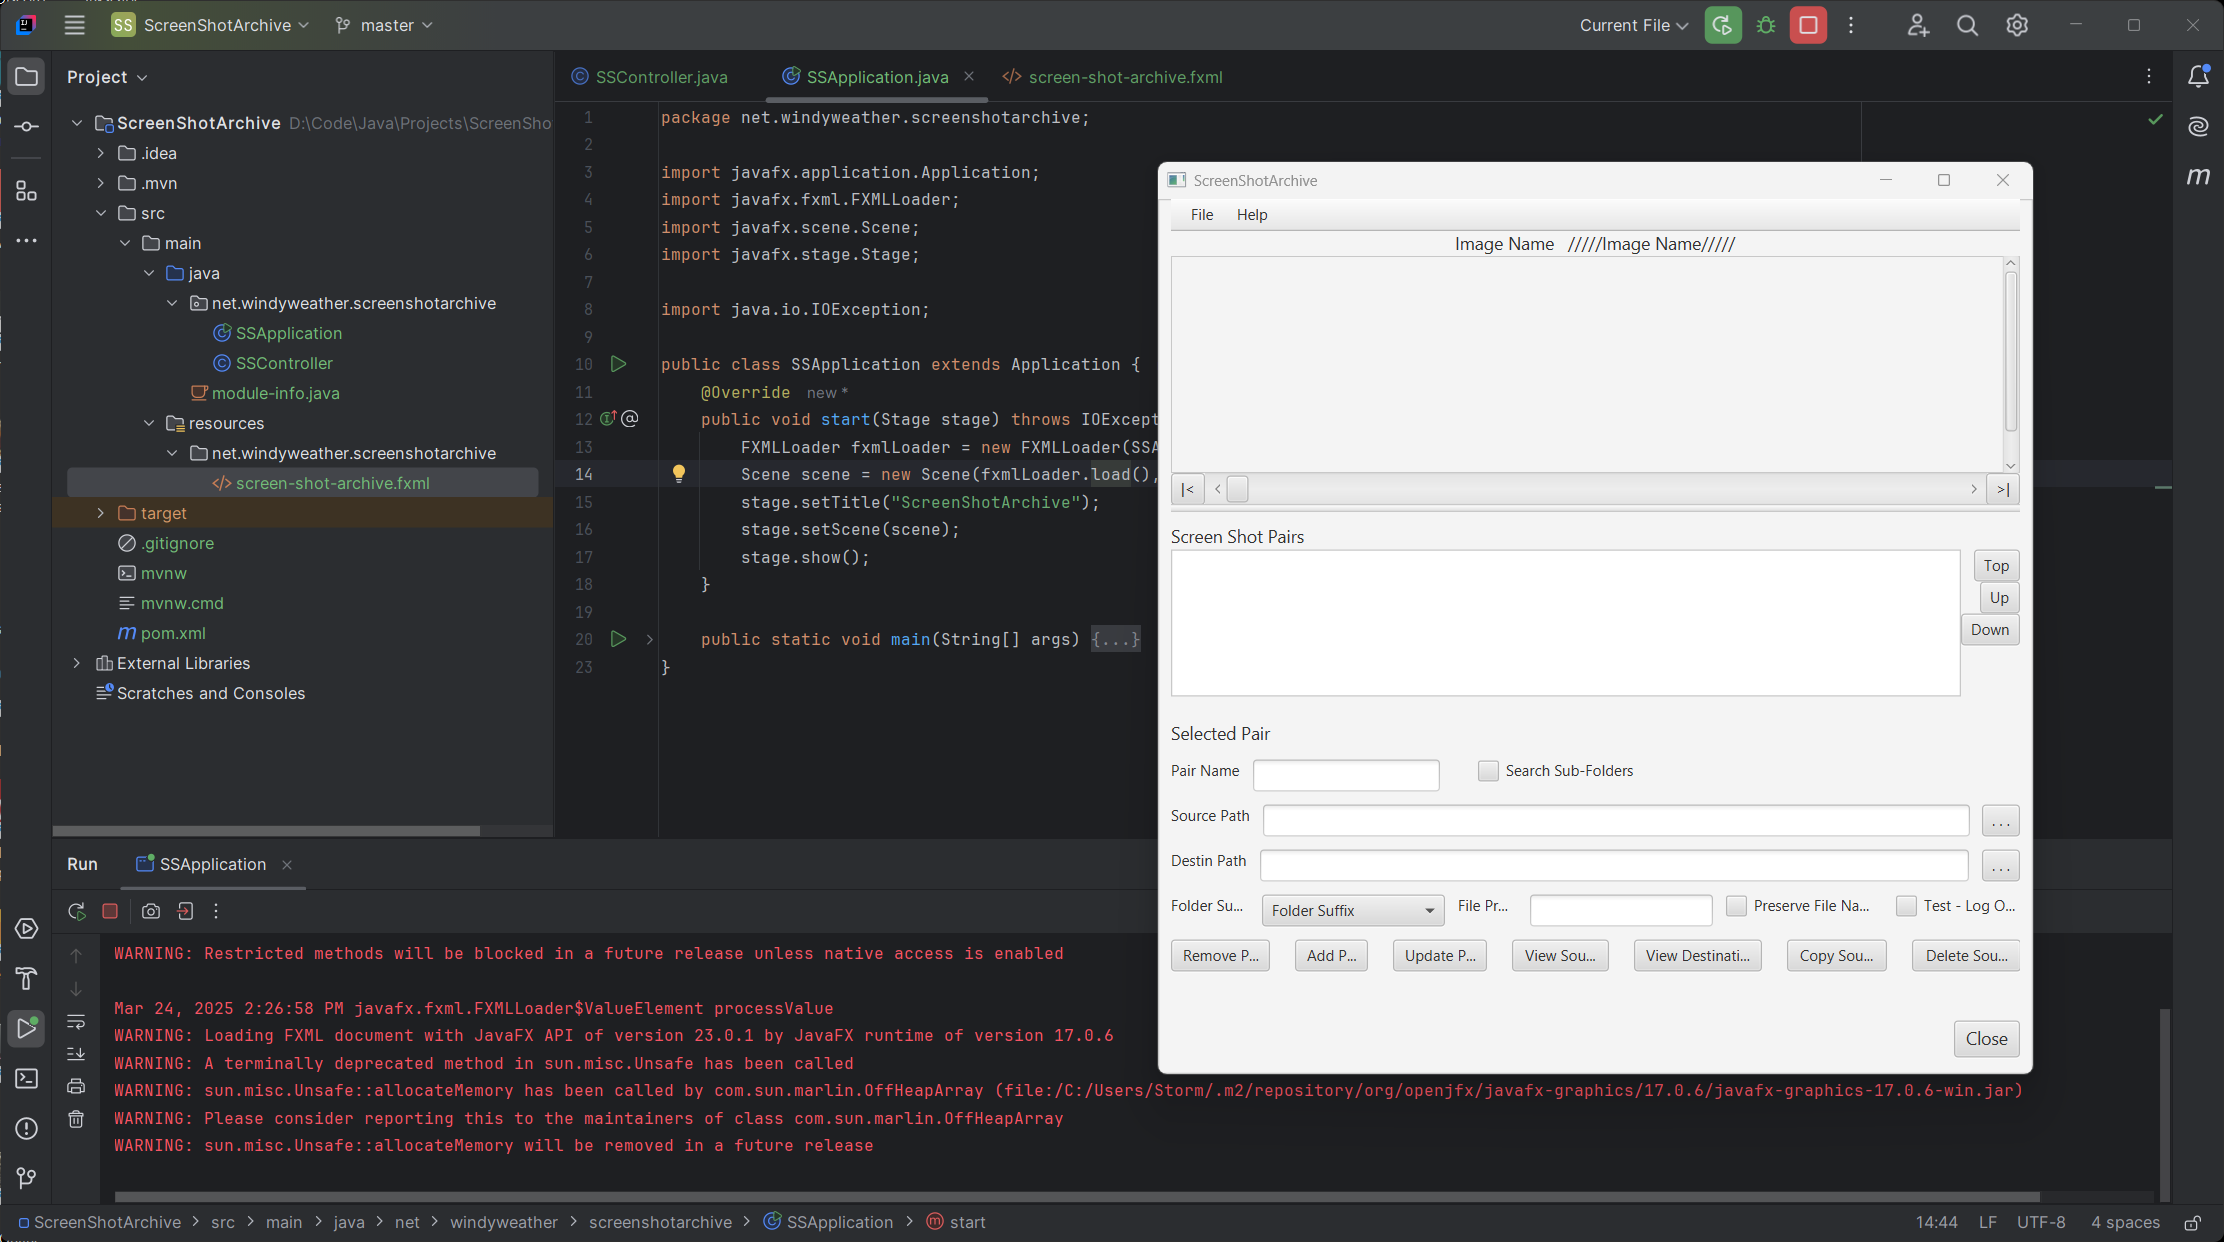 SS ScreenShotArchive master Current File
Project
ScreenShotArchive D:\Code\Java\Projects\ScreenSho
.idea
.mvn
src
main
java
net.windyweather.screenshotarchive
SSApplication
SSController
module-info.java
resources
net.windyweather.screenshotarchive
screen-shot-archive.fxml
target
.gitignore
mvnw
mvnw.cmd
pom.xml
External Libraries
Scratches and Consoles
SSController.java SSApplication.java screen-shot-archive.fxml
1 package net.windyweather.screenshotarchive;
2
3 import javafx.application.Application;
4 import javafx.fxml.FXMLLoader;
5 import javafx.scene.Scene;
6 import javafx.stage.Stage;
7
8 import java.io.IOException;
9
10 public class SSApplication extends Application {
11 @Override new *
12 public void start(Stage stage) throws IOExcept
13 FXMLLoader fxmlLoader = new FXMLLoader(SSA
14 Scene scene = new Scene(fxmlLoader.load(),
15 stage.setTitle("ScreenShotArchive");
16 stage.setScene(scene);
17 stage.show();
18 }
19
20 public static void main(String[] args) {...}
23 }
ScreenShotArchive
File Help
Image Name /////Image Name/////
|< < > >|
Screen Shot Pairs
Top
Up
Down
Selected Pair
Pair Name Search Sub-Folders
Source Path ...
Destin Path ...
Folder Su... Folder Suffix File Pr... Preserve File Na... Test - Log O...
Remove P... Add P... Update P... View Sou... View Destinati... Copy Sou... Delete Sou...
Close
Run SSApplication
WARNING: Restricted methods will be blocked in a future release unless native access is enabled
Mar 24, 2025 2:26:58 PM javafx.fxml.FXMLLoader$ValueElement processValue
WARNING: Loading FXML document with JavaFX API of version 23.0.1 by JavaFX runtime of version 17.0.6
WARNING: A terminally deprecated method in sun.misc.Unsafe has been called
WARNING: sun.misc.Unsafe::allocateMemory has been called by com.sun.marlin.OffHeapArray (file:/C:/Users/Storm/.m2/repository/org/openjfx/javafx-graphics/17.0.6/javafx-graphics-17.0.6-win.jar)
WARNING: Please consider reporting this to the maintainers of class com.sun.marlin.OffHeapArray
WARNING: sun.misc.Unsafe::allocateMemory will be removed in a future release
ScreenShotArchive > src > main > java > net > windyweather > screenshotarchive > SSApplication > start 14:44 LF UTF-8 4 spaces